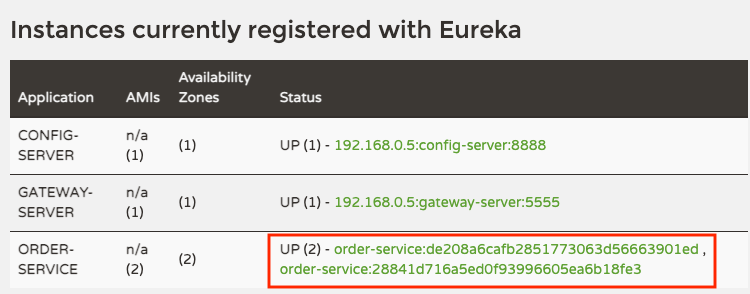 Instances currently registered with Eureka
Availability
Application AMIs Zones Status
CONFIG- n/a
SERVER (1) (1) UP (1) - 192.168.0.5:config-server:8888
GATEWAY- n/a
SERVER (1) (1) UP (1) - 192.168.0.5:gateway-server:5555
ORDER- n/a UP (2) - order-service:de208a6cafb2851773063d56663901ed ,
SERVICE (2) (2) order-service:28841d716a5ed0f93996605ea6b18fe3